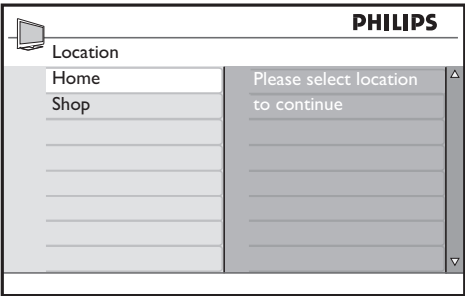 PHILIPS
Location
Home
Please select location
Shop
to continue